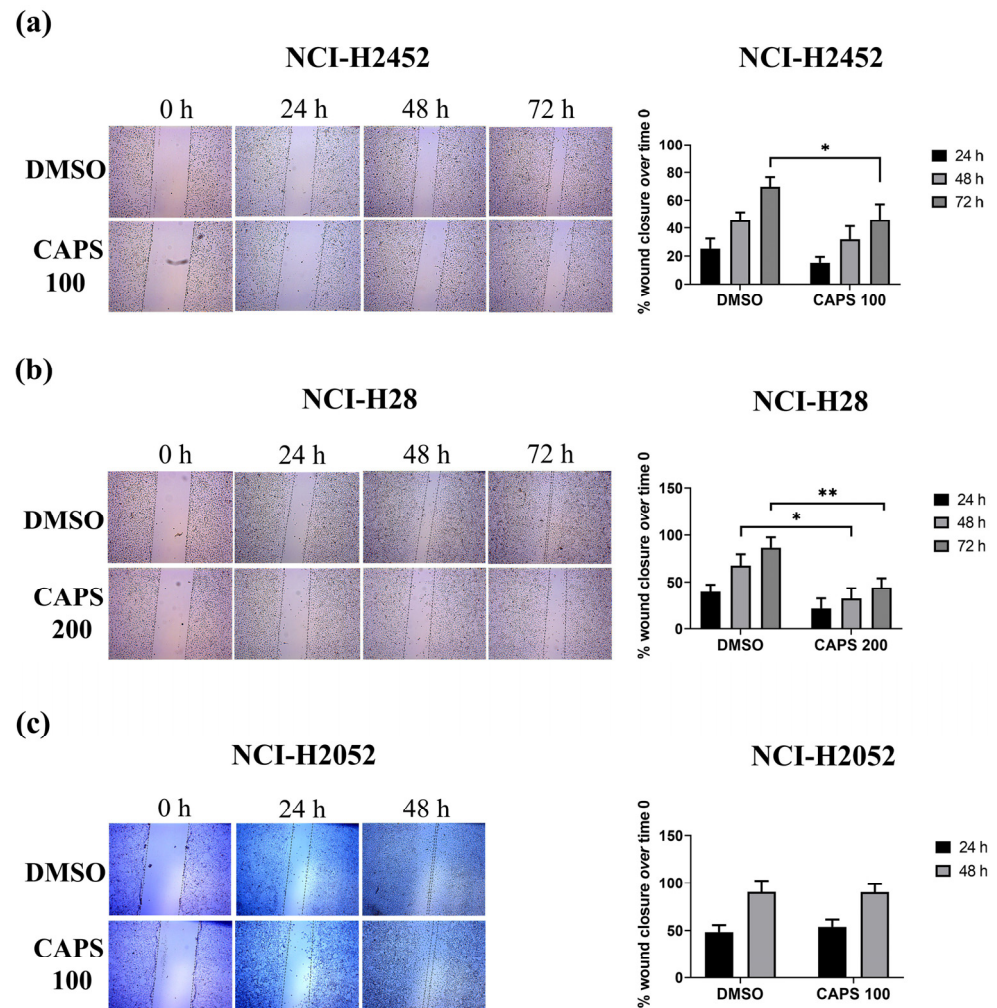 (a)
NCI-H2452
NCI-H2452
0 h 24 h 48 h 72 h
DMSO
CAPS
100
% wound closure over time 0
100
80
60
40
20
0
*
DMSO CAPS 100
24 h
48 h
72 h
(b)
NCI-H28
NCI-H28
0 h 24 h 48 h 72 h
DMSO
CAPS
200
% wound closure over time 0
150
100
50
0
**
*
DMSO CAPS 200
24 h
48 h
72 h
(c)
NCI-H2052
NCI-H2052
0 h 24 h 48 h
DMSO
CAPS
100
% wound closure over time 0
150
100
50
0
DMSO CAPS 100
24 h
48 h